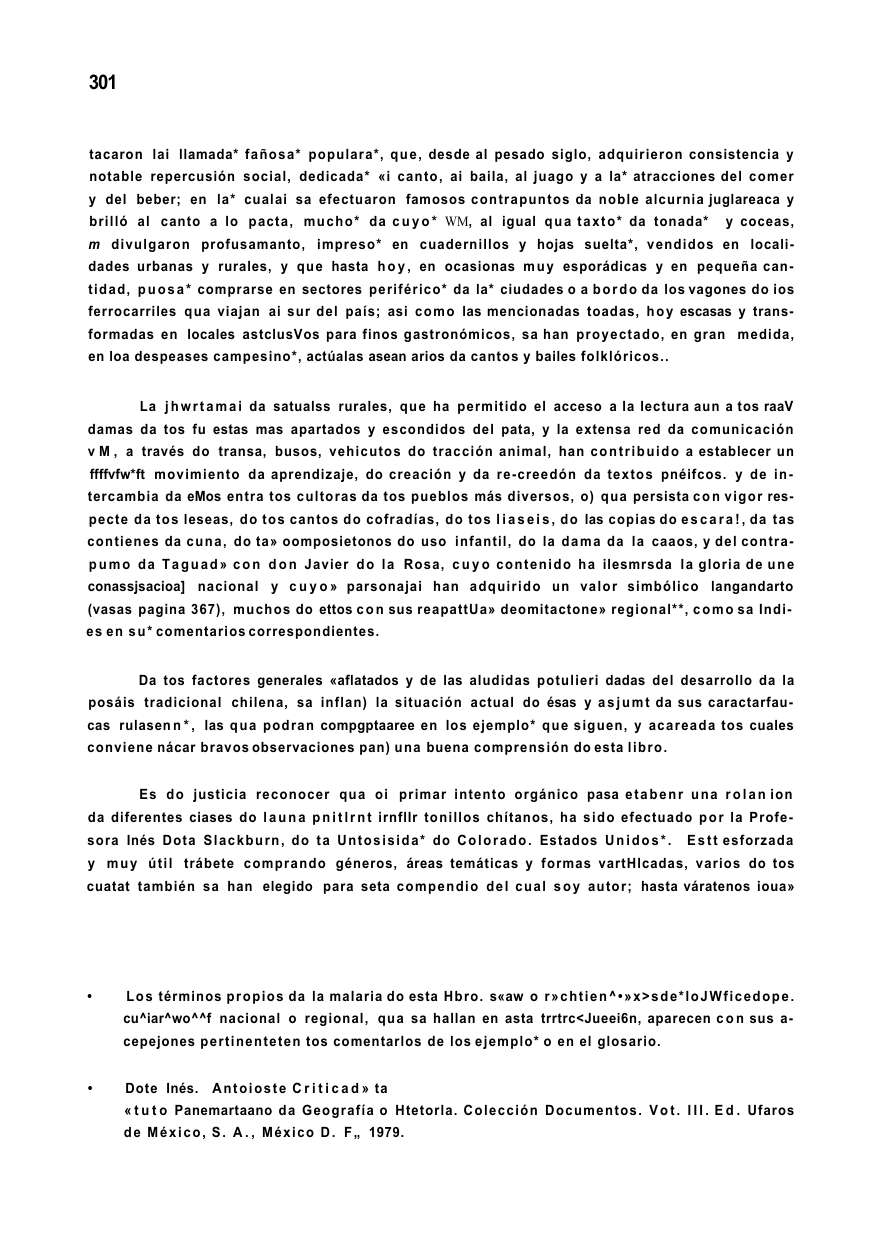 301
tacaron lai llamada* fañosa* populara*, que, desde al pesado siglo, adquirieron consistencia y
notable repercusión social, dedicada* «i canto, ai baila, al juago y a la* atracciones del comer
y del beber; en la* cualai sa efectuaron famosos contrapuntos da noble alcurnia juglareaca y
brilló al canto a lo pacta, mucho* da cuyo* WM, al igual qua taxto* da tonada* y coceas,
m divulgaron profusamanto, impreso* en cuadernillos y hojas suelta*, vendidos en locali-
dades urbanas y rurales, y que hasta hoy, en ocasionas muy esporádicas y en pequeña can-
tidad, puosa* comprarse en sectores periférico* da la* ciudades o a bordo da los vagones do ios
ferrocarriles qua viajan ai sur del país; asi como las mencionadas toadas, hoy escasas y trans-
formadas en locales astclusVos para finos gastronómicos, sa han proyectado, en gran medida,
en loa despeases campesino*, actúalas asean arios da cantos y bailes folklóricos..
La jhwrtamai da satualss rurales, que ha permitido el acceso a la lectura aun a tos raaV
damas da tos fu estas mas apartados y escondidos del pata, y la extensa red da comunicación
vM, a través do transa, busos, vehicutos do tracción animal, han contribuido a establecer un
ffffvfw*ft movimiento da aprendizaje, do creación y da re-creedón da textos pnéifcos. y de in-
tercambia da eMos entra tos cultoras da tos pueblos más diversos, o) qua persista con vigor res-
pecte da tos leseas, do tos cantos do cofradías, do tos liaseis, do las copias do escara!, da tas
contienes da cuna, do ta» oomposietonos do uso infantil, do la dama da la caaos, y del contra-
pumo da Taguad» con don Javier do la Rosa, cuyo contenido ha ilesmrsda la gloria de une
conassjsacioa] nacional y cuyo» parsonajai han adquirido un valor simbólico langandarto
(vasas pagina 367), muchos do ettos con sus reapattUa» deomitactone» regional**, como sa Indi-
es en su* comentarios correspondientes.
Da tos factores generales «aflatados y de las aludidas potulieri dadas del desarrollo da la
posáis tradicional chilena, sa inflan) la situación actual do ésas y asjumt da sus caractarfau-
cas rulasenn*, las qua podran compgptaaree en los ejemplo* que siguen, y acareada tos cuales
conviene nácar bravos observaciones pan) una buena comprensión do esta libro.
Es do justicia reconocer qua oi primar intento orgánico pasa etabenr una rolan ion
da diferentes ciases do launa pnitlrnt irnfllr tonillos chítanos, ha sido efectuado por la Profe-
sora Inés Dota Slackburn, do ta Untosisida* do Colorado. Estados Unidos*. Estt esforzada
y muy útil trábete comprando géneros, áreas temáticas y formas vartHIcadas, varios do tos
cuatat también sa han elegido para seta compendio del cual soy autor; hasta váratenos ioua»
• Los términos propios da la malaria do esta Hbro. s«aw o r»chtien^•»x>sde*loJWficedope.
cu^iar^wo^^f nacional o regional, qua sa hallan en asta trrtrc<Jueei6n, aparecen con sus a-
cepejones pertinenteten tos comentarlos de los ejemplo* o en el glosario.
• Dote Inés. Antoioste Criticad» ta
«tuto Panemartaano da Geografía o Htetorla. Colección Documentos. Vot. III. Ed. Ufaros
de México, S. A., México D. F„ 1979.